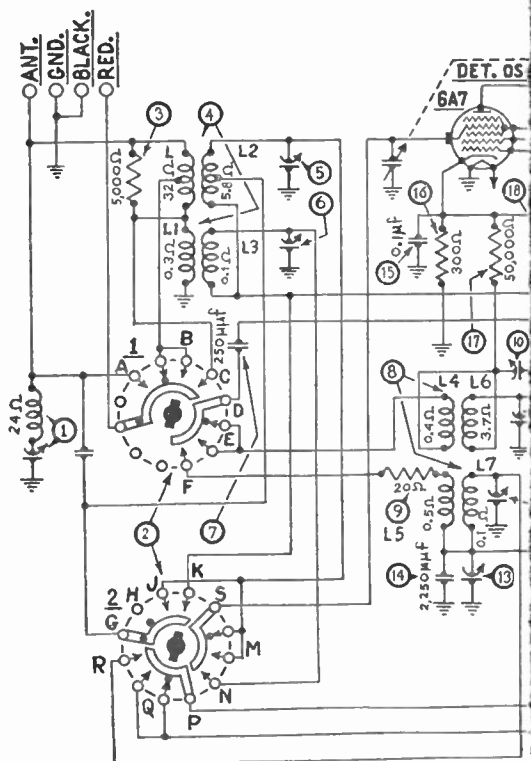 ANT.
GND.
BLACK.
RED.
DET. OS
6A7
3
4
L
L2
5,000Ω
32Ω
5.8Ω
5
6
L1
L3
0.3Ω
0.1Ω
16
18
0.1μf
15
300Ω
50,000Ω
17
250μμf
1
A
B
C
D
E
F
24Ω
1
2
7
8
10
L4
L6
0.4Ω
3.7Ω
L7
20Ω
9
L5
0.5Ω
0.1Ω
14
2,250μμf
13
J
K
H
2
G
S
R
M
N
Q
P